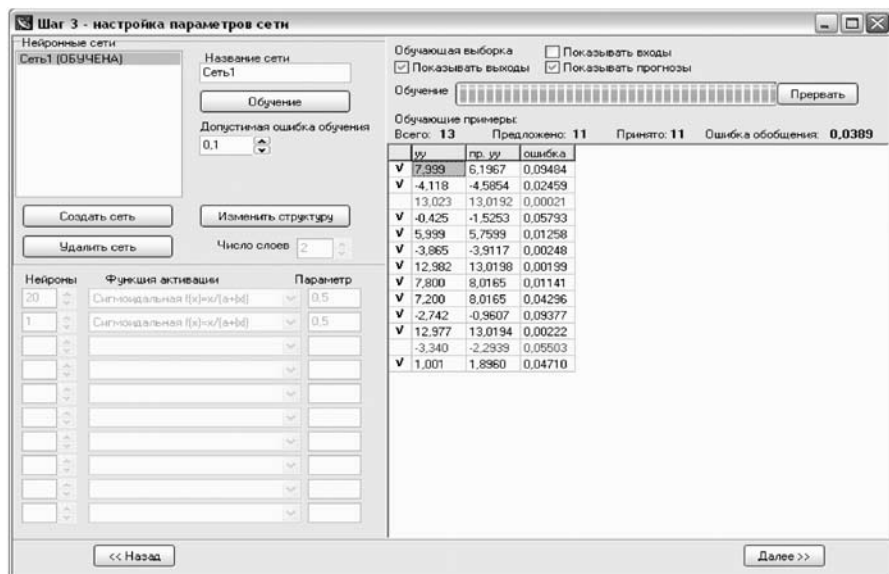 Шаг 3 - настройка параметров сети
Нейронные сети
Сеть1 (ОБУЧЕНА)
Название сети
Сеть1
Обучение
Допустимая ошибка обучения
0,1
Создать сеть
Изменить структуру
Удалить сеть
Число слоев 2
Нейроны Функция активации Параметр
20 Сигмоидальная f(x)=x/(a+|x|) 0,5
1 Сигмоидальная f(x)=x/(a+|x|) 0,5
Обучающая выборка
Показывать входы
Показывать выходы
Показывать прогнозы
Обучение
Прервать
Обучающие примеры:
Всего: 13 Предложено: 11 Принято: 11 Ошибка обобщения: 0,0389
уу пр. уу ошибка
V 7,999 6,1967 0,09484
V -4,118 -4,5854 0,02459
13,023 13,0192 0,00021
V -0,425 -1,5253 0,05793
V 5,999 5,7599 0,01258
V -3,865 -3,9117 0,00248
V 12,982 13,0198 0,00199
V 7,800 8,0165 0,01141
V 7,200 8,0165 0,04296
V -2,742 -0,9607 0,09377
V 12,977 13,0194 0,00222
-3,340 -2,2939 0,05503
V 1,001 1,8960 0,04710
<< Назад
Далее >>